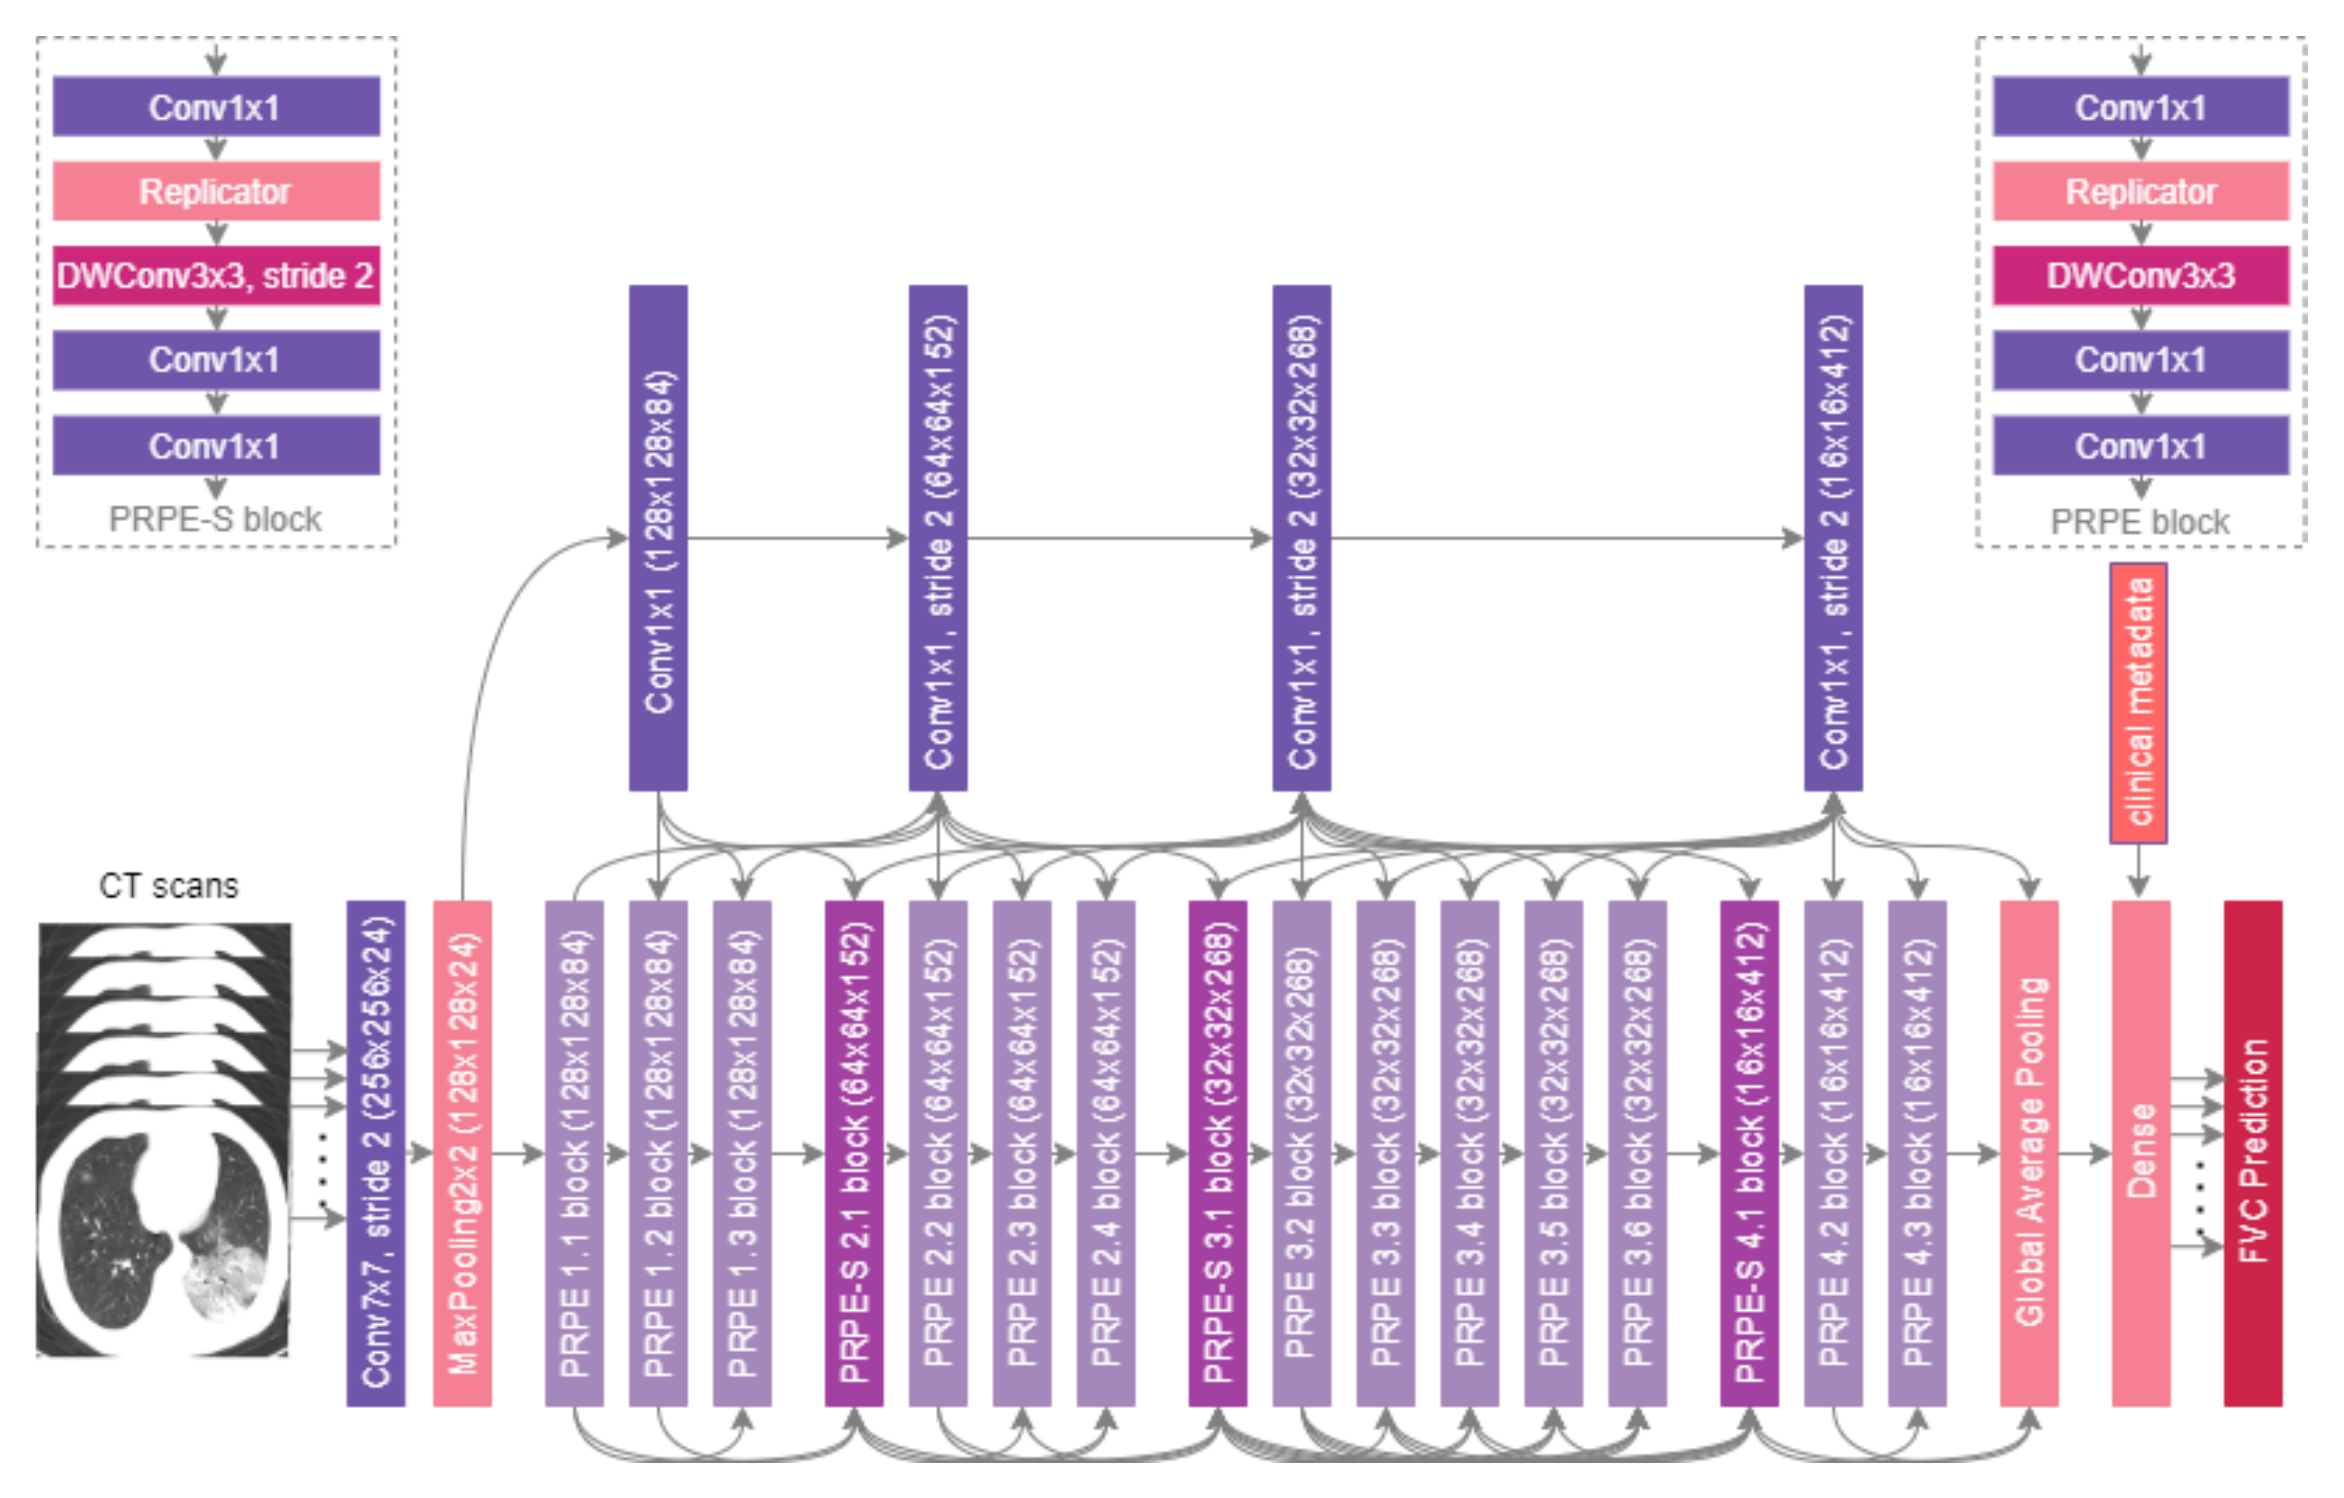 Conv1x1
Replicator
DWConv3x3, stride 2
Conv1x1
Conv1x1
PRPE-S block
Conv1x1
Replicator
DWConv3x3
Conv1x1
Conv1x1
PRPE block
Conv1x1 (128x128x84)
Conv1x1, stride 2 (64x64x152)
Conv1x1, stride 2 (32x32x268)
Conv1x1, stride 2 (16x16x412)
clinical metadata
CT scans
Conv7x7, stride 2 (256x256x24)
MaxPooling2x2 (128x128x24)
PRPE 1.1 block (128x128x84)
PRPE 1.2 block (128x128x84)
PRPE 1.3 block (128x128x84)
PRPE-S 2.1 block (64x64x152)
PRPE 2.2 block (64x64x152)
PRPE 2.3 block (64x64x152)
PRPE 2.4 block (64x64x152)
PRPE-S 3.1 block (32x32x268)
PRPE 3.2 block (32x32x268)
PRPE 3.3 block (32x32x268)
PRPE 3.4 block (32x32x268)
PRPE 3.5 block (32x32x268)
PRPE 3.6 block (32x32x268)
PRPE-S 4.1 block (16x16x412)
PRPE 4.2 block (16x16x412)
PRPE 4.3 block (16x16x412)
Global Average Pooling
Dense
FVC Prediction